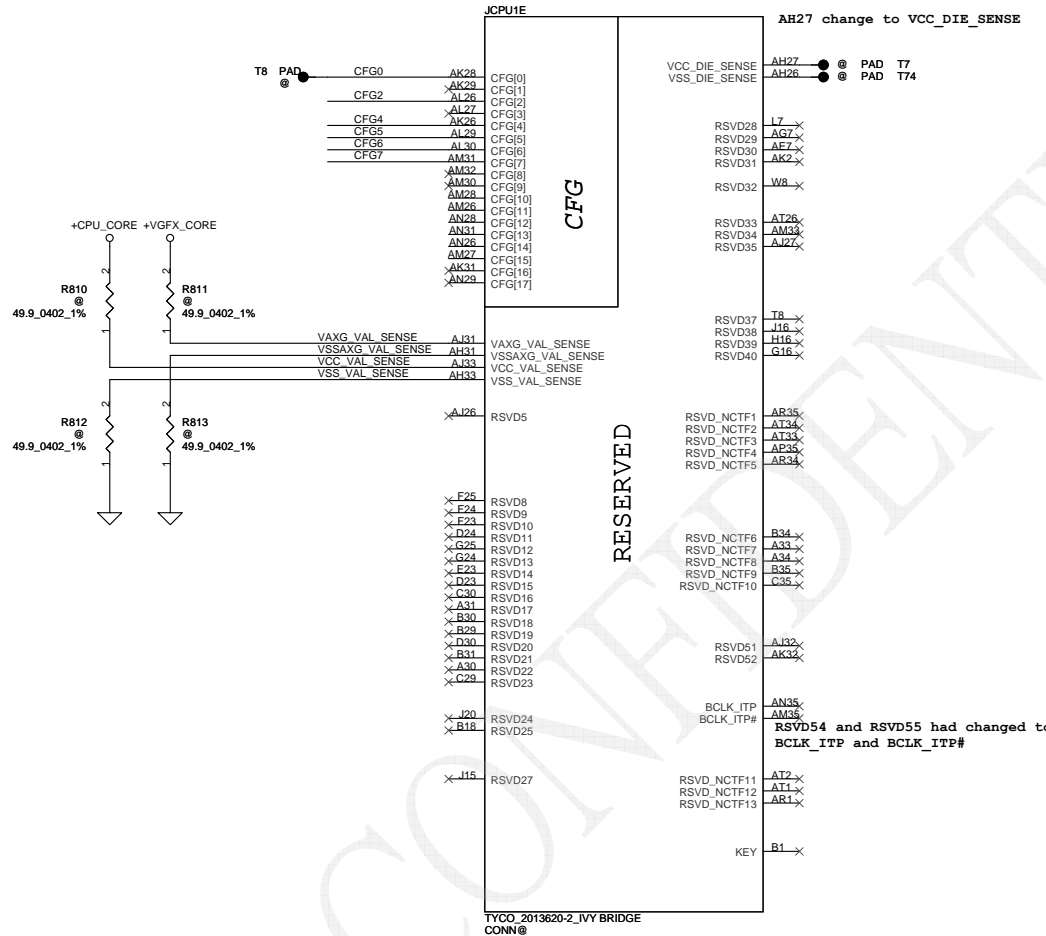 JCPU1E
AH27 change to VCC_DIE_SENSE
T8 PAD
@
CFG0 AK28 CFG[0]
AK29 CFG[1]
CFG2 AL26 CFG[2]
AL27 CFG[3]
CFG4 AK26 CFG[4]
CFG5 AL29 CFG[5]
CFG6 AL30 CFG[6]
CFG7 AM31 CFG[7]
AM32 CFG[8]
AM30 CFG[9]
AM28 CFG[10]
AM26 CFG[11]
AN28 CFG[12]
AN31 CFG[13]
AN26 CFG[14]
AM27 CFG[15]
AK31 CFG[16]
AN29 CFG[17]
CFG
+CPU_CORE +VGFX_CORE
2 2
R810 R811
@ @
49.9_0402_1% 49.9_0402_1%
1 1
VAXG_VAL_SENSE AJ31 VAXG_VAL_SENSE
VSSAXG_VAL_SENSE AH31 VSSAXG_VAL_SENSE
VCC_VAL_SENSE AJ33 VCC_VAL_SENSE
VSS_VAL_SENSE AH33 VSS_VAL_SENSE
2 2
R812 R813
@ @
49.9_0402_1% 49.9_0402_1%
1 1
AJ26 RSVD5
F25 RSVD8
F24 RSVD9
F23 RSVD10
D24 RSVD11
G25 RSVD12
G24 RSVD13
E23 RSVD14
D23 RSVD15
C30 RSVD16
A31 RSVD17
B30 RSVD18
B29 RSVD19
D30 RSVD20
B31 RSVD21
A30 RSVD22
C29 RSVD23
J20 RSVD24
B18 RSVD25
J15 RSVD27
RESERVED
VCC_DIE_SENSE AH27 @ PAD T7
VSS_DIE_SENSE AH26 @ PAD T74
RSVD28 L7
RSVD29 AG7
RSVD30 AE7
RSVD31 AK2
RSVD32 W8
RSVD33 AT26
RSVD34 AM33
RSVD35 AJ27
RSVD37 T8
RSVD38 J16
RSVD39 H16
RSVD40 G16
RSVD_NCTF1 AR35
RSVD_NCTF2 AT34
RSVD_NCTF3 AT33
RSVD_NCTF4 AP35
RSVD_NCTF5 AR34
RSVD_NCTF6 B34
RSVD_NCTF7 A33
RSVD_NCTF8 A34
RSVD_NCTF9 B35
RSVD_NCTF10 C35
RSVD51 AJ32
RSVD52 AK32
BCLK_ITP AN35
BCLK_ITP# AM35
RSVD54 and RSVD55 had changed to
BCLK_ITP and BCLK_ITP#
RSVD_NCTF11 AT2
RSVD_NCTF12 AT1
RSVD_NCTF13 AR1
KEY B1
TYCO_2013620-2_IVY BRIDGE
CONN@
CONFIDENT